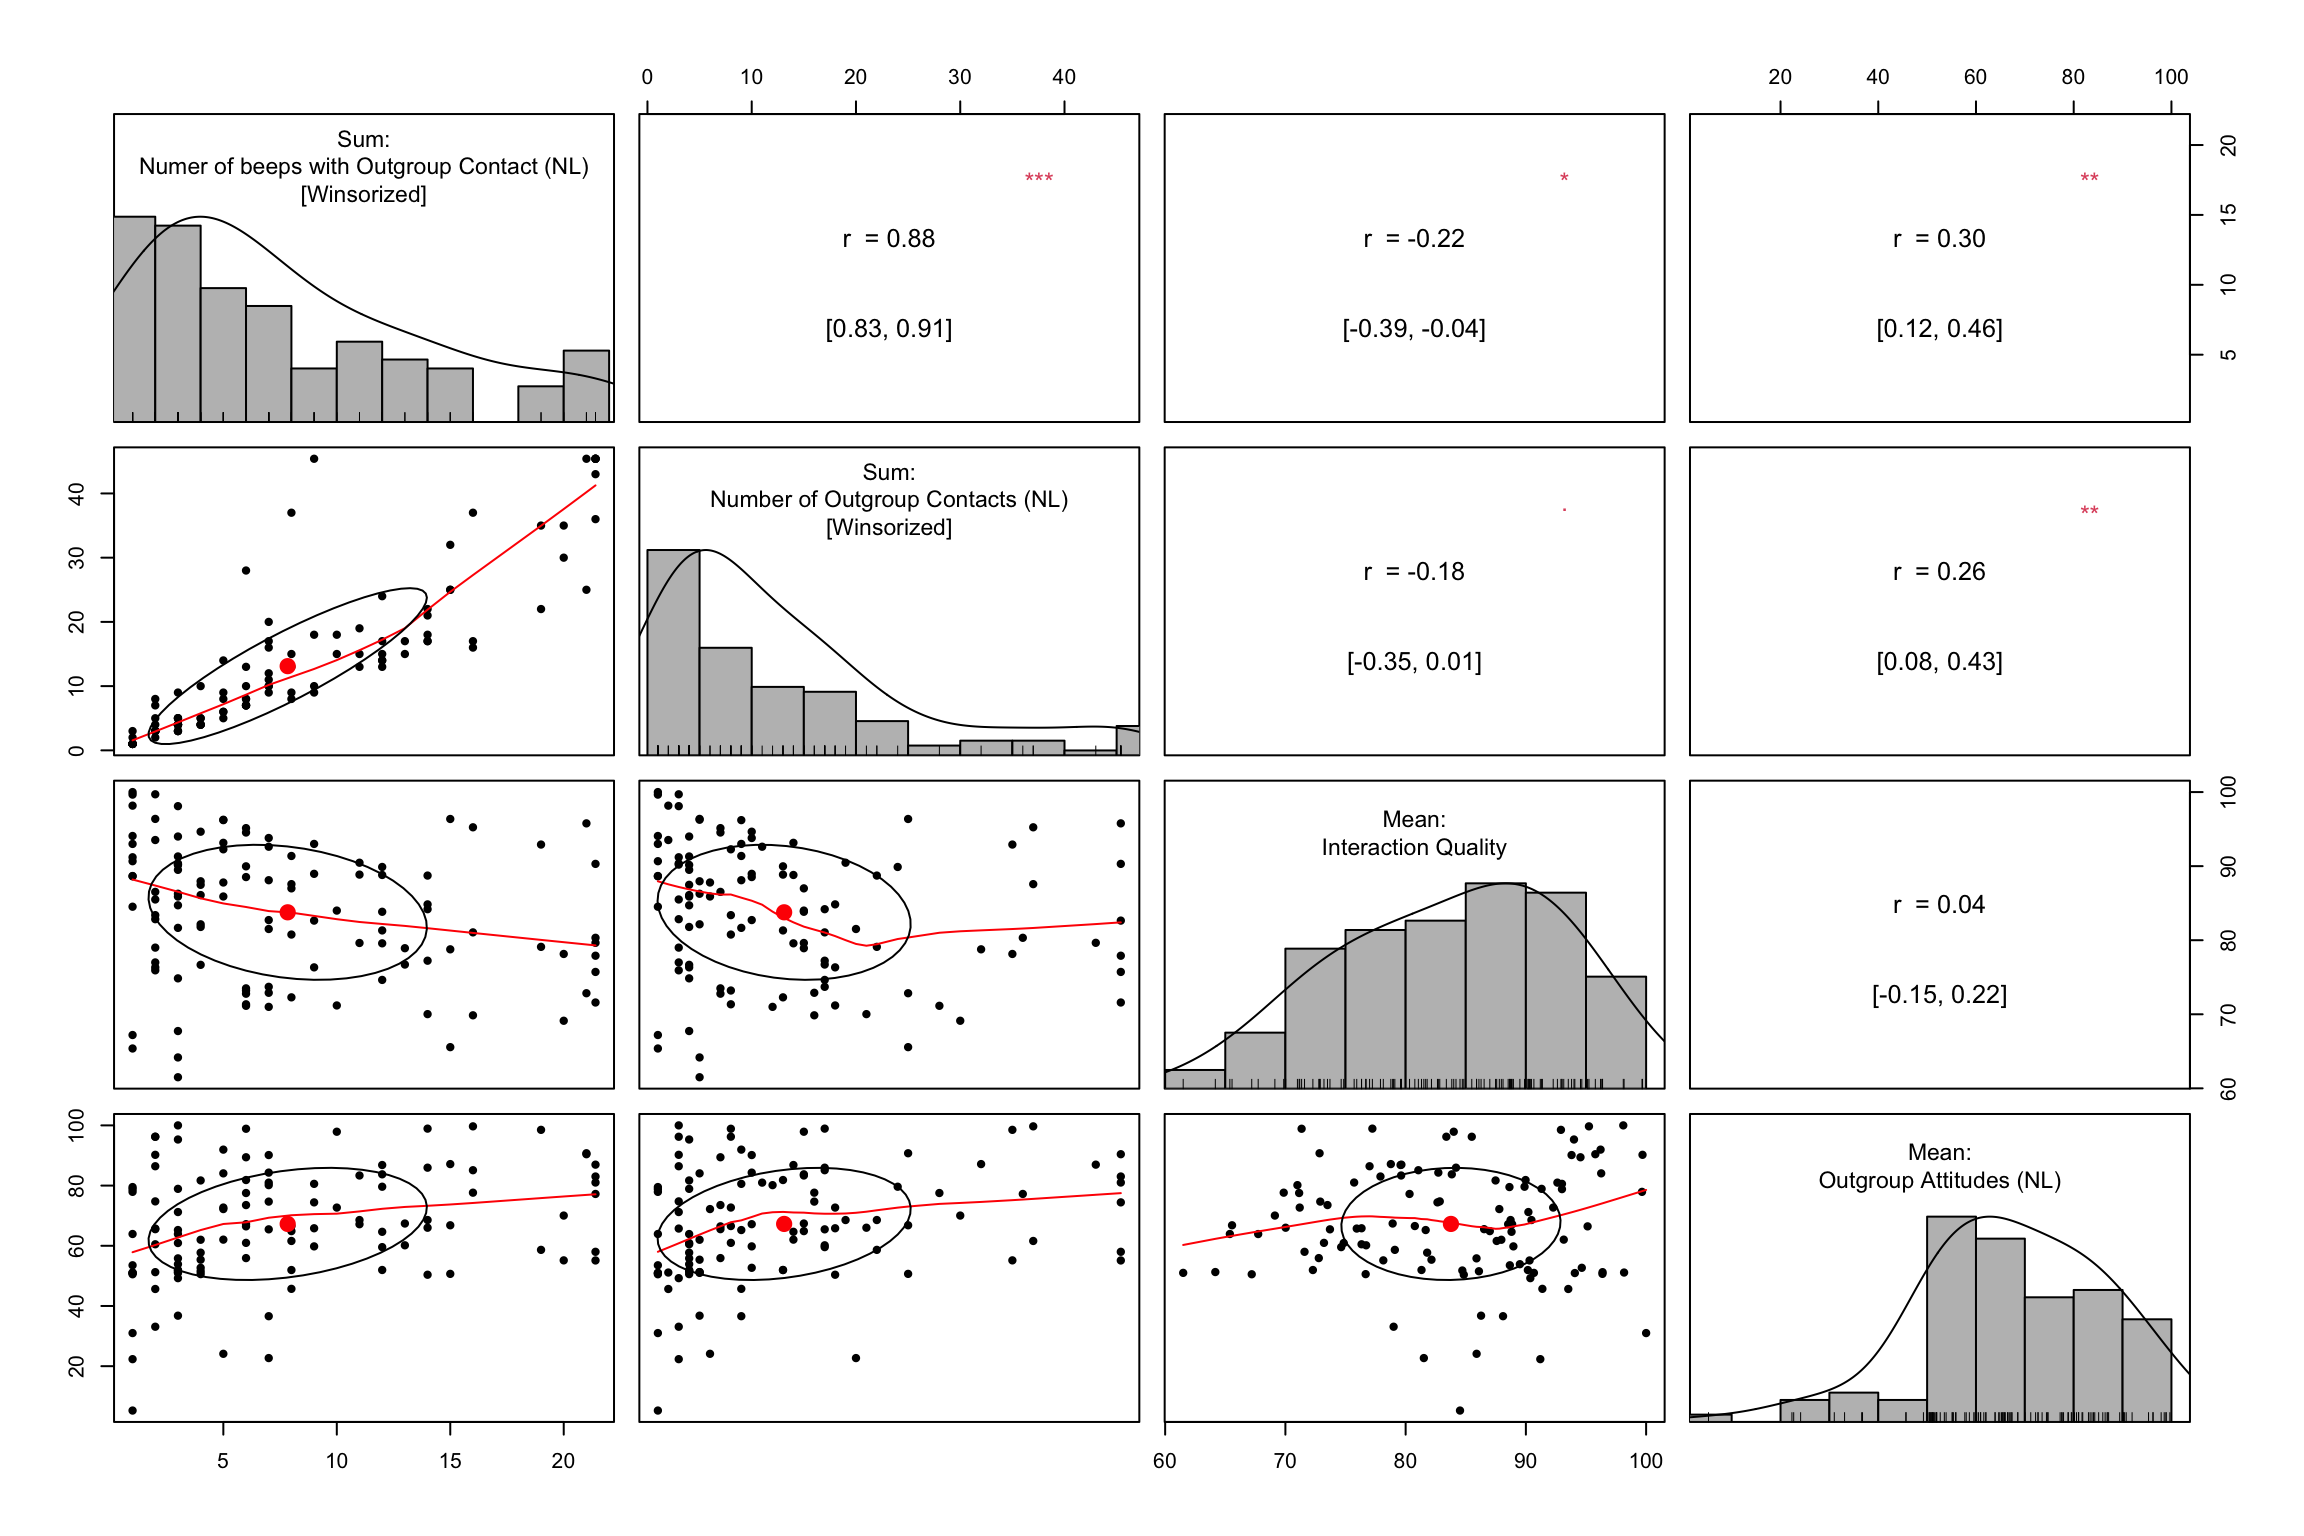 0 10 20 30 40
20 40 60 80 100
Sum:
Numer of beeps with Outgroup Contact (NL)
[Winsorized]
***
r = 0.88
[0.83, 0.91]
*
r = -0.22
[-0.39, -0.04]
**
r = 0.30
[0.12, 0.46]
5 10 15 20
0 10 20 30 40
Sum:
Number of Outgroup Contacts (NL)
[Winsorized]
.
r = -0.18
[-0.35, 0.01]
**
r = 0.26
[0.08, 0.43]
Mean:
Interaction Quality
r = 0.04
[-0.15, 0.22]
60 70 80 90 100
20 40 60 80 100
Mean:
Outgroup Attitudes (NL)
5 10 15 20
60 70 80 90 100